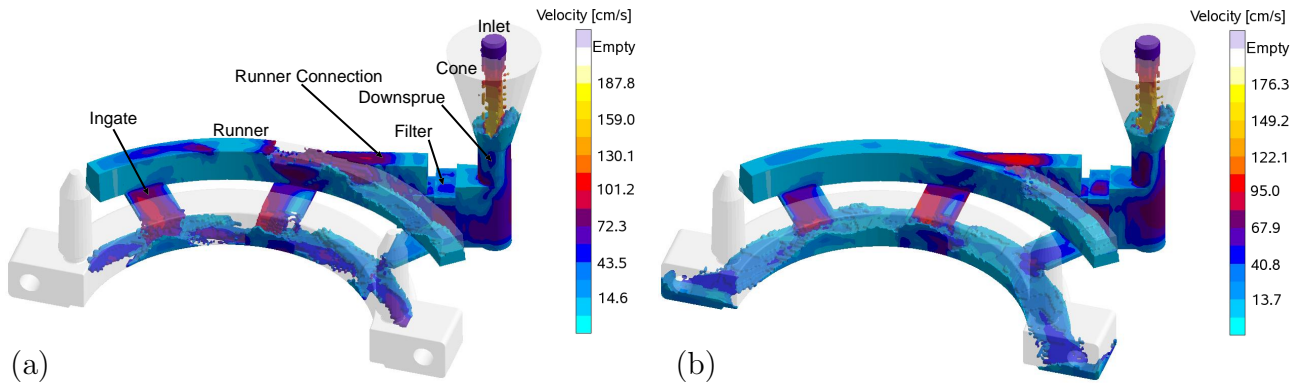 Velocity [cm/s]
Empty
187.8
159.0
130.1
101.2
72.3
43.5
14.6
Inlet
Cone
Runner Connection
Downsprue
Ingate
Runner
Filter
(a)
Velocity [cm/s]
Empty
176.3
149.2
122.1
95.0
67.9
40.8
13.7
(b)